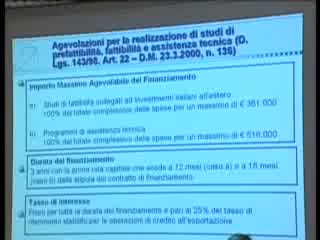 Agevolazioni per la realizzazione di studi di
prefattibilità, fattibilità e assistenza tecnica (D.
Lgs. 143/98. Art. 22 – D.M. 23.3.2000, n. 136)
Importo Massimo Agevolabile del Finanziamento
Studi di fattibilità collegati ad investimenti italiani all'estero
100% del totale complessivo delle spese per un massimo di € 361.000
Programmi di assistenza tecnica
100% del totale complessivo delle spese per un massimo di € 516.000
Durata del finanziamento
3 anni con la prima rata capitale che scade a 12 mesi (caso a) o a 18 mesi
(caso b) dalla stipula del contratto di finanziamento.
Tasso di interesse
Fisso per tutta la durata del finanziamento e pari al 25% del tasso di
riferimento stabilito per le operazioni di credito all'esportazione